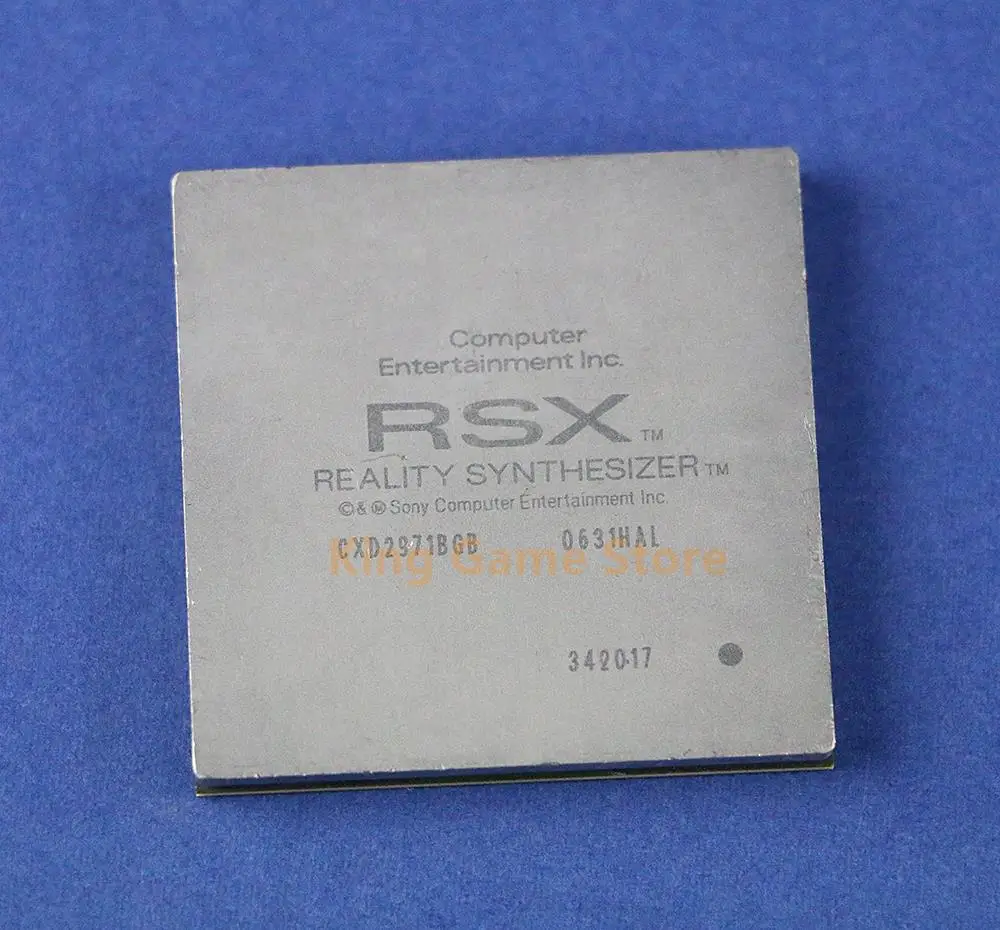 Computer
Entertainment Inc.
RSX™
REALITY SYNTHESIZER™
©&Ⓜ Sony Computer Entertainment Inc.
CXD2971BGB 0631HAL
King Game Store
342017